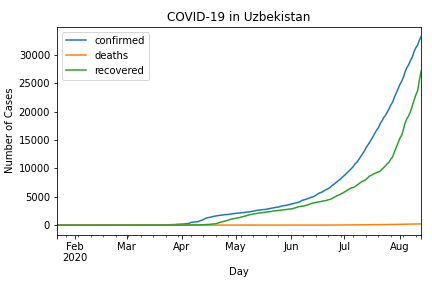 COVID-19 in Uzbekistan
confirmed
deaths
recovered
Number of Cases
30000
25000
20000
15000
10000
5000
0
Feb Mar Apr May Jun Jul Aug
2020
Day